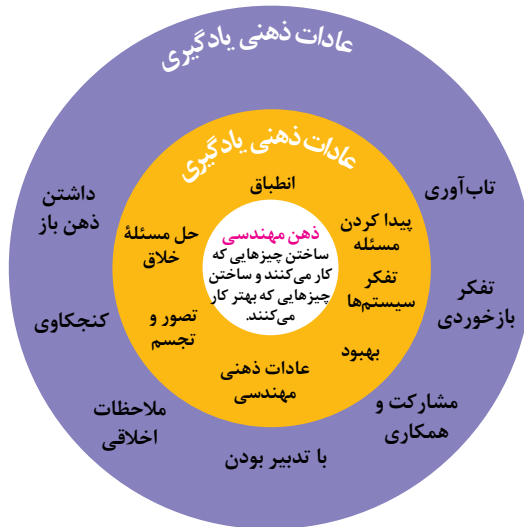 عادات ذهنی یادگیری
تاب‌آوری
تفکر
بازخوردی
مشارکت و
همکاری
با تدبیر بودن
ملاحظات
اخلاقی
کنجکاوی
داشتن
ذهن باز
عادات ذهنی یادگیری
انطباق
پیدا کردن
مسئله
تفکر
سیستم‌ها
بهبود
عادات ذهنی
مهندسی
تصور و
تجسم
حل مسئلهٔ
خلاق
ذهن مهندسی
ساختن چیزهایی که
کار می‌کنند و ساختن
چیزهایی که بهتر کار
می‌کنند.